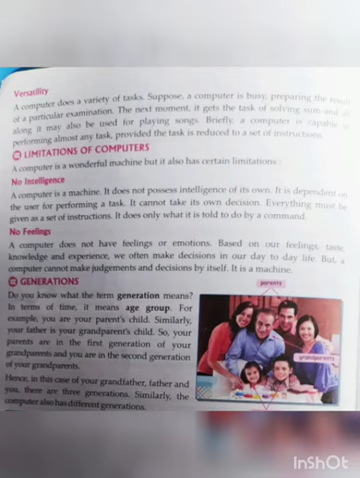 Versatility
A computer does a variety of tasks. Suppose, a computer is busy, preparing the result
of a particular examination. The next moment, it gets the task of solving sum and
along it may also be used for playing songs. Briefly, a computer is capable
performing almost any task, provided the task is reduced to a set of instructions.
LIMITATIONS OF COMPUTERS
A computer is a wonderful machine but it also has certain limitations :
No Intelligence
A computer is a machine. It does not possess intelligence of its own. It is dependent on
the user for performing a task. It cannot take its own decision. Everything must be
given as a set of instructions. It does only what it is told to do by a command.
No Feelings
A computer does not have feelings or emotions. Based on our feelings, taste,
knowledge and experience, we often make decisions in our day to day life. But, a
computer cannot make judgements and decisions by itself. It is a machine.
GENERATIONS
Do you know what the term generation means?
In terms of time, it means age group. For
example, you are your parent's child. Similarly,
your father is your grandparent's child. So, your
parents are in the first generation of your
grandparents and you are in the second generation
of your grandparents.
Hence, in this case of your grandfather, father and
you, there are three generations. Similarly, the
computer also has different generations.
parents
grandparents
InShOt